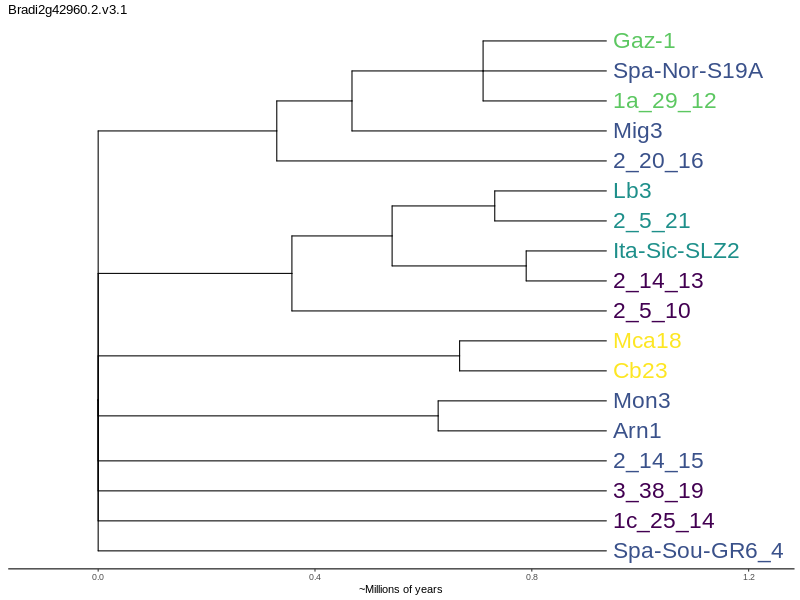 Bradi2g42960.2.v3.1
Gaz-1
Spa-Nor-S19A
1a_29_12
Mig3
2_20_16
Lb3
2_5_21
Ita-Sic-SLZ2
2_14_13
2_5_10
Mca18
Cb23
Mon3
Arn1
2_14_15
3_38_19
1c_25_14
Spa-Sou-GR6_4
0.0 0.4 0.8 1.2
~Millions of years